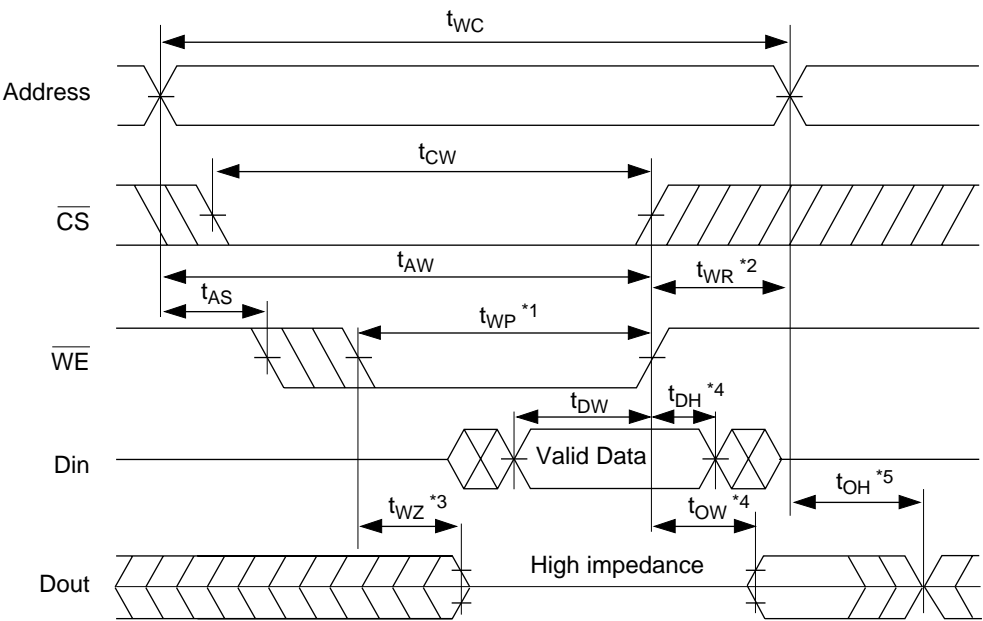 tWC
Address
tCW
CS
tAW
tWR *2
tAS
tWP *1
WE
tDW
tDH *4
Din
Valid Data
tOH *5
tWZ *3
tOW *4
High impedance
Dout